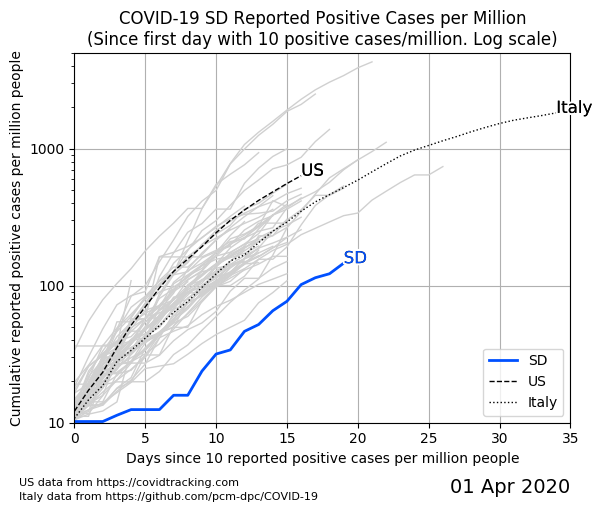 COVID-19 SD Reported Positive Cases per Million
(Since first day with 10 positive cases/million. Log scale)
Cumulative reported positive cases per million people
1000
100
10
Italy
US
SD
SD
US
Italy
0 5 10 15 20 25 30 35
Days since 10 reported positive cases per million people
US data from https://covidtracking.com
Italy data from https://github.com/pcm-dpc/COVID-19
01 Apr 2020